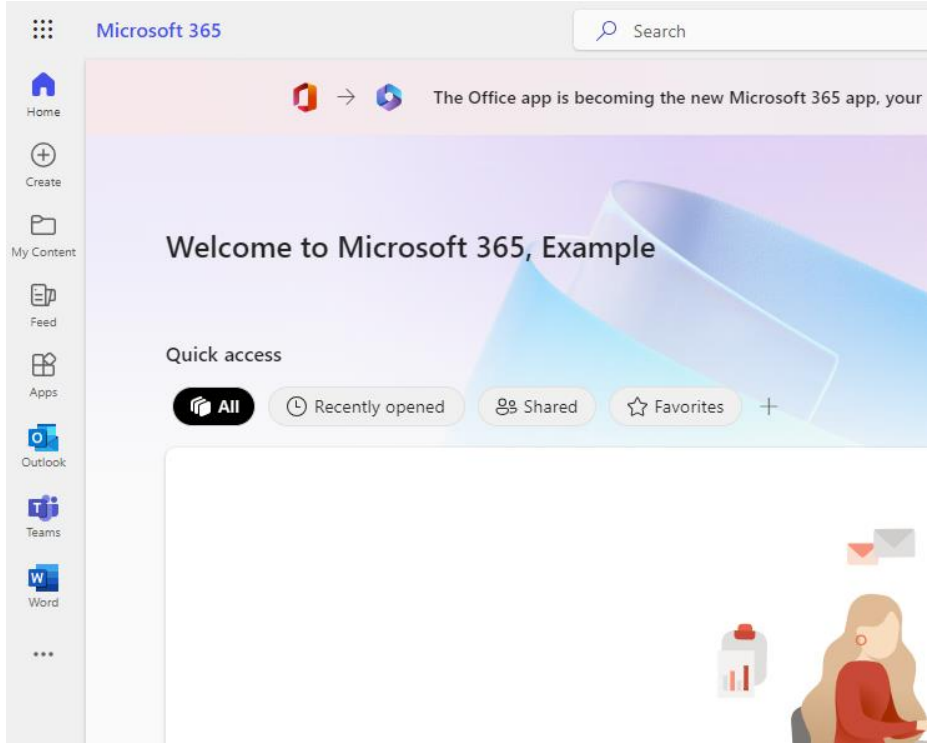 Microsoft 365
Search
Home
Create
My Content
Feed
Apps
Outlook
Teams
Word
The Office app is becoming the new Microsoft 365 app, your
Welcome to Microsoft 365, Example
Quick access
All
Recently opened
Shared
Favorites